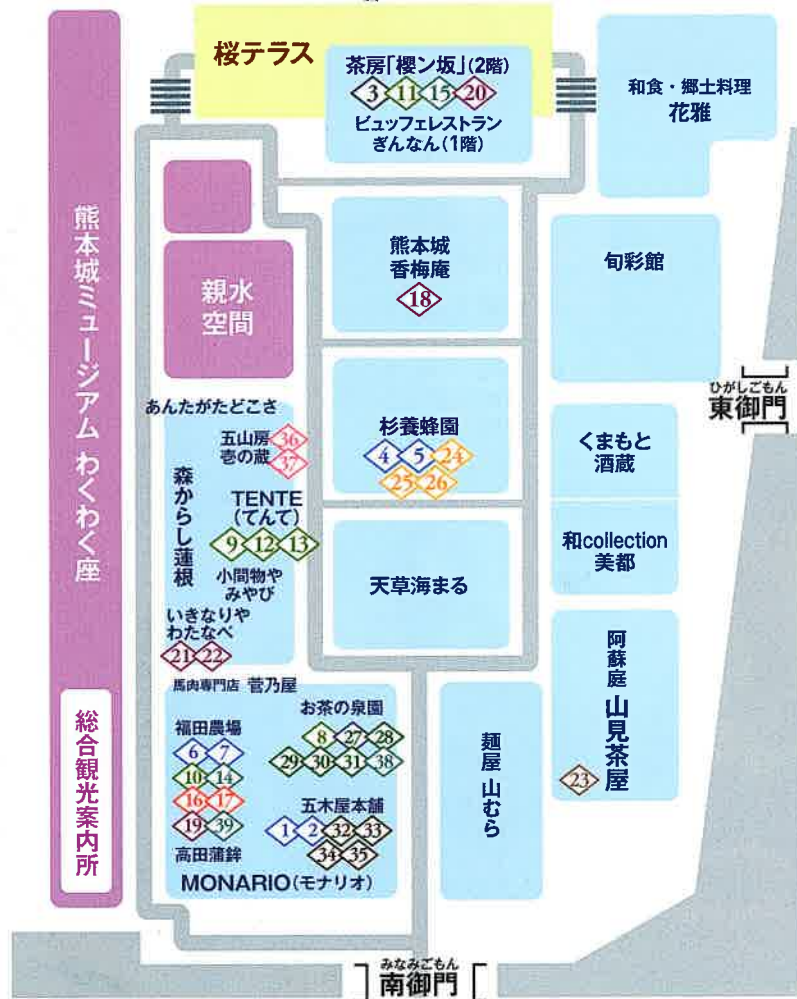 桜テラス
茶房「櫻ン坂」(2階)
3 11 15 20
ビュッフェレストラン
ぎんなん(1階)
和食・郷土料理
花雅
熊本城ミュージアム わくわく座
親水
空間
熊本城
香梅庵
18
旬彩館
ひがしごもん
東御門
あんたがたどこさ
五山房 36
壱の蔵 37
森からし蓮根
TENTE
(てんて)
9 12 13
小間物や
みやび
いきなりや
わたなべ
21 22
杉養蜂園
4 5 24
25 26
くまもと
酒蔵
和collection
美都
天草海まる
阿蘇庭 山見茶屋
23
馬肉専門店 菅乃屋
総合観光案内所
福田農場
6 7
10 14
16 17
19 39
高田蒲鉾
お茶の泉園
8 27 28
29 30 31 38
五木屋本舗
1 2 32 33
34 35
MONARIO(モナリオ)
麺屋 山むら
みなみごもん
南御門